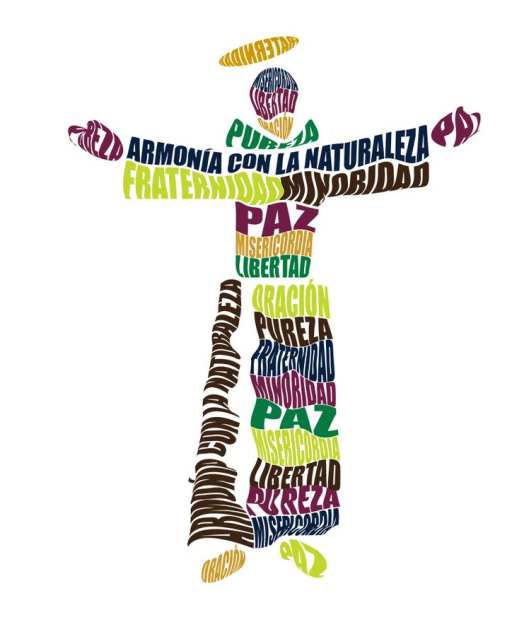 FRATERNIDAD
MISERICORDIA
LIBERTAD
ORACIÓN
PUREZA
PUREZA
PAZ
ARMONÍA CON LA NATURALEZA
FRATERNIDAD MINORIDAD
PAZ
MISERICORDIA
LIBERTAD
ARMONÍA CON LA NATURALEZA
ORACIÓN
PUREZA
FRATERNIDAD
MINORIDAD
PAZ
MISERICORDIA
LIBERTAD
PUREZA
MISERICORDIA
ORACIÓN
PAZ